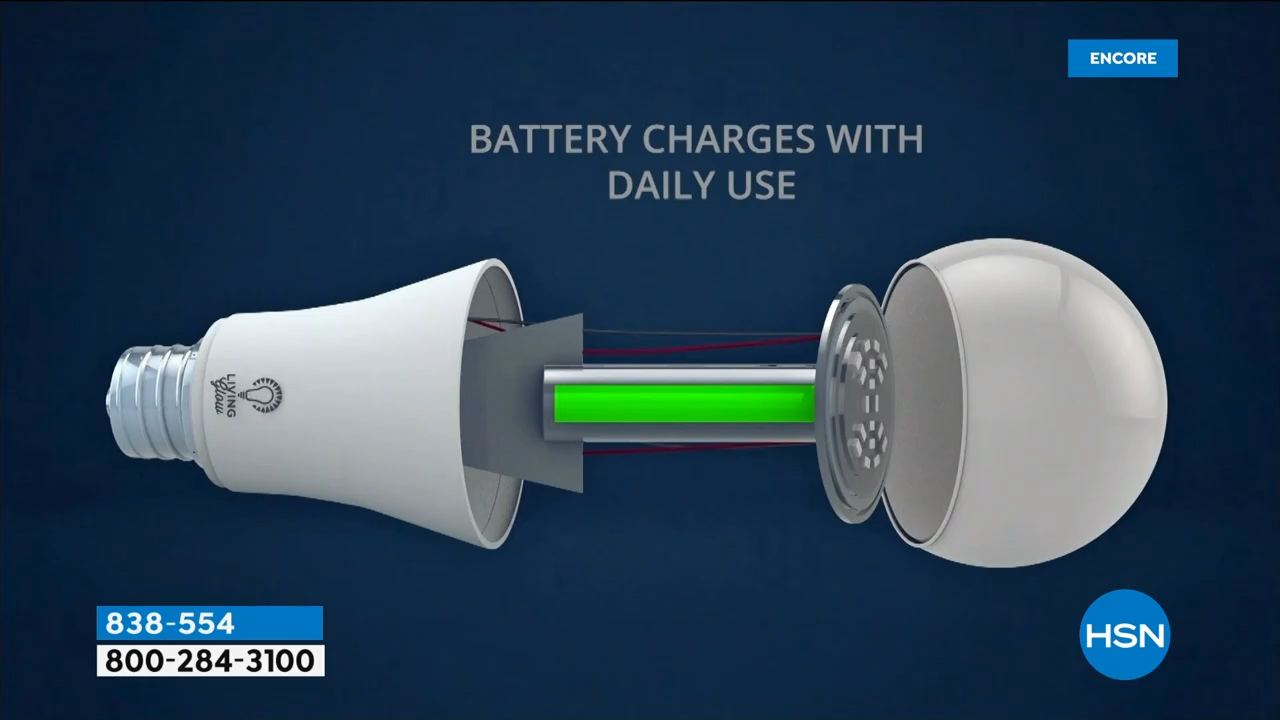 ENCORE
BATTERY CHARGES WITH
DAILY USE
LIVING
glow
838-554
800-284-3100
HSN